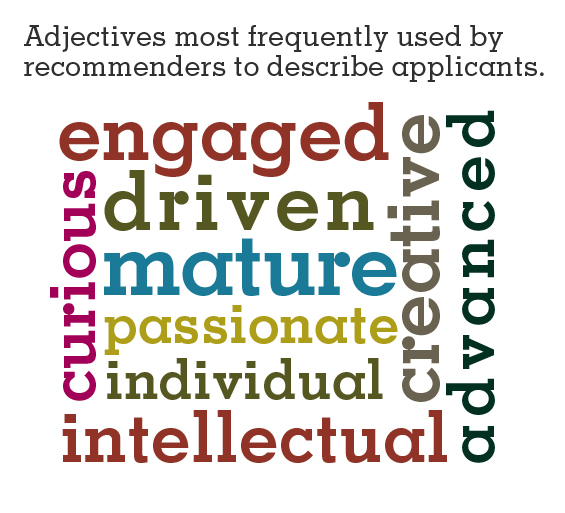 Adjectives most frequently used by
recommenders to describe applicants.
engaged
driven
mature
passionate
individual
intellectual
curious
creative
advanced